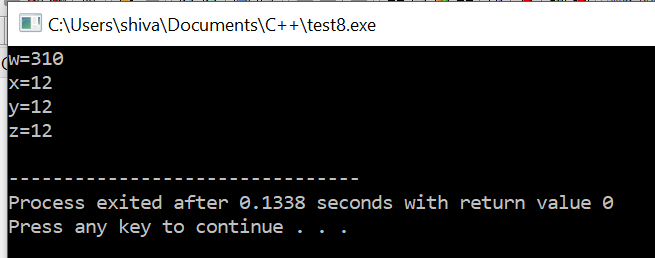 C:\Users\shiva\Documents\C++\test8.exe
w=310
x=12
y=12
z=12
--------------------------------
Process exited after 0.1338 seconds with return value 0
Press any key to continue . . .